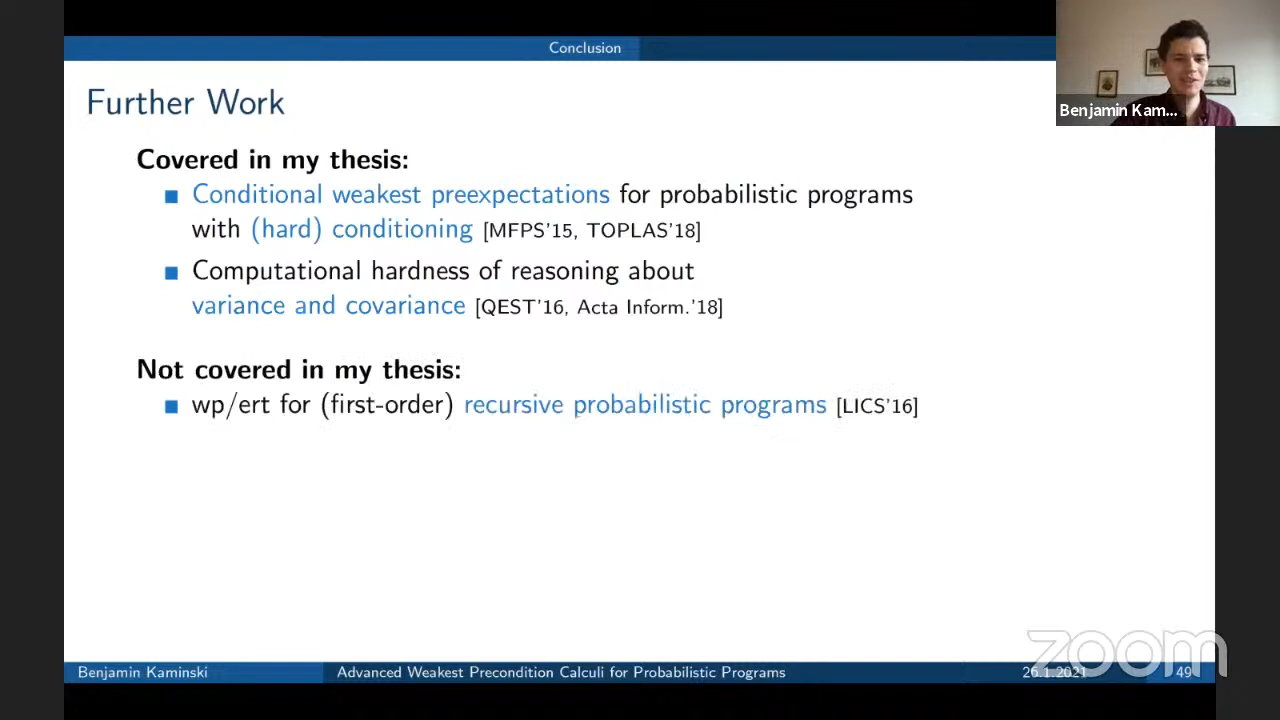 Conclusion
Further Work
Benjamin Kam...
Covered in my thesis:
Conditional weakest preexpectations for probabilistic programs
with (hard) conditioning [MFPS'15, TOPLAS'18]
Computational hardness of reasoning about
variance and covariance [QEST'16, Acta Inform.'18]
Not covered in my thesis:
wp/ert for (first-order) recursive probabilistic programs [LICS'16]
zoom
Benjamin Kaminski Advanced Weakest Precondition Calculi for Probabilistic Programs 26.1.2021 49